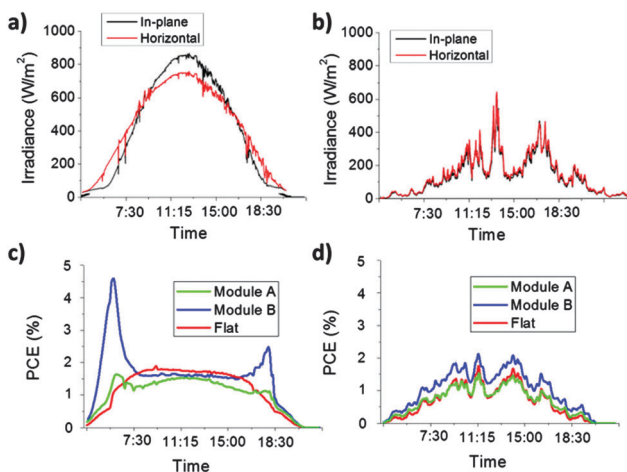 a)
In-plane
Horizontal
Irradiance (W/m²)
1000
800
600
400
200
0
7:30 11:15 15:00 18:30
Time
b)
In-plane
Horizontal
Irradiance (W/m²)
1000
800
600
400
200
0
7:30 11:15 15:00 18:30
Time
c)
Module A
Module B
Flat
PCE (%)
5
4
3
2
1
0
7:30 11:15 15:00 18:30
Time
d)
Module A
Module B
Flat
PCE (%)
5
4
3
2
1
0
7:30 11:15 15:00 18:30
Time